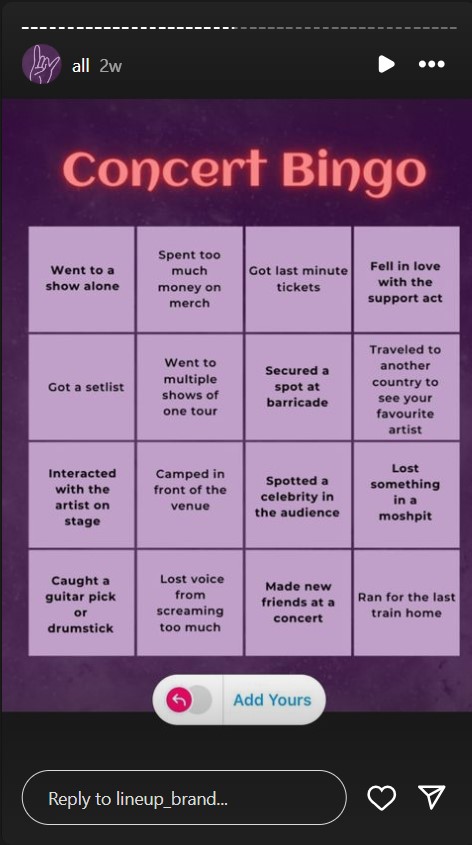 all 2w
Concert Bingo
Went to a
show alone
Spent too
much
money on
merch
Got last minute
tickets
Fell in love
with the
support act
Got a setlist
Went to
multiple
shows of
one tour
Secured a
spot at
barricade
Traveled to
another
country to
see your
favourite
artist
Interacted
with the
artist on
stage
Camped in
front of the
venue
Spotted a
celebrity in
the audience
Lost
something
in a
moshpit
Caught a
guitar pick
or
drumstick
Lost voice
from
screaming
too much
Made new
friends at a
concert
Ran for the last
train home
Add Yours
Reply to lineup_brand...